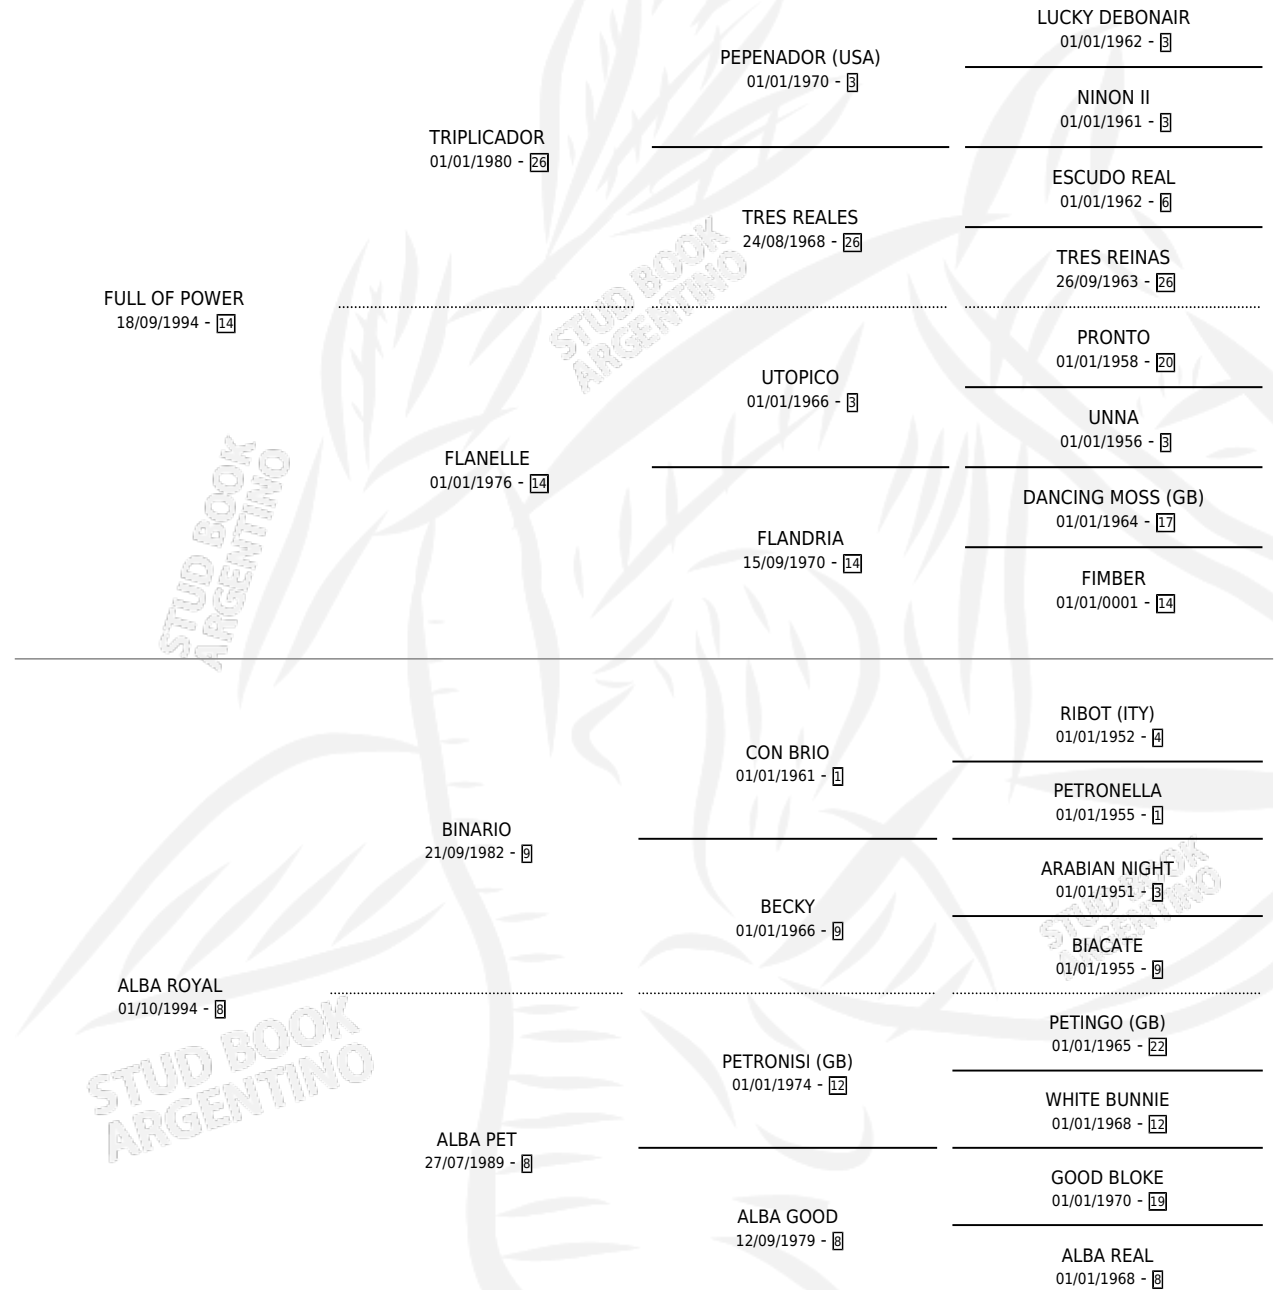 LUCKY DEBONAIR
01/01/1962 - 3
PEPENADOR (USA)
01/01/1970 - 3
NINON II
01/01/1961 - 3
TRIPLICADOR
01/01/1980 - 26
ESCUDO REAL
01/01/1962 - 6
TRES REALES
24/08/1968 - 26
TRES REINAS
26/09/1963 - 26
FULL OF POWER
18/09/1994 - 14
PRONTO
01/01/1958 - 20
UTOPICO
01/01/1966 - 3
UNNA
01/01/1956 - 3
FLANELLE
01/01/1976 - 14
DANCING MOSS (GB)
01/01/1964 - 17
FLANDRIA
15/09/1970 - 14
FIMBER
01/01/0001 - 14
RIBOT (ITY)
01/01/1952 - 4
CON BRIO
01/01/1961 - 1
PETRONELLA
01/01/1955 - 1
BINARIO
21/09/1982 - 9
ARABIAN NIGHT
01/01/1951 - 3
BECKY
01/01/1966 - 9
BIACATE
01/01/1955 - 9
ALBA ROYAL
01/10/1994 - 8
PETINGO (GB)
01/01/1965 - 22
PETRONISI (GB)
01/01/1974 - 12
WHITE BUNNIE
01/01/1968 - 12
ALBA PET
27/07/1989 - 8
GOOD BLOKE
01/01/1970 - 19
ALBA GOOD
12/09/1979 - 8
ALBA REAL
01/01/1968 - 8
STUD BOOK
ARGENTINO
STUD BOOK
ARGENTINO
STUD BOOK
ARGENTINO
STUD BOOK
ARGENTINO